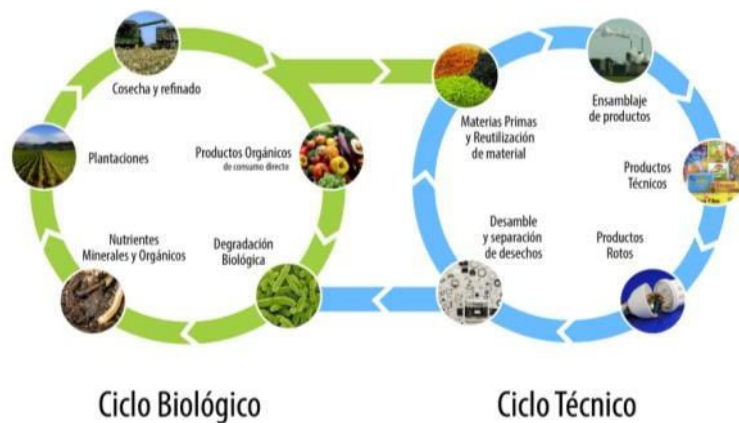 Cosecha y refinado
Plantaciones
Productos Orgánicos
de consumo directo
Nutrientes
Minerales y Orgánicos
Degradación
Biológica
Materias Primas
y Reutilización
de material
Ensamblaje
de productos
Productos
Técnicos
Desamble
y separación
de desechos
Productos
Rotos
Ciclo Biológico
Ciclo Técnico